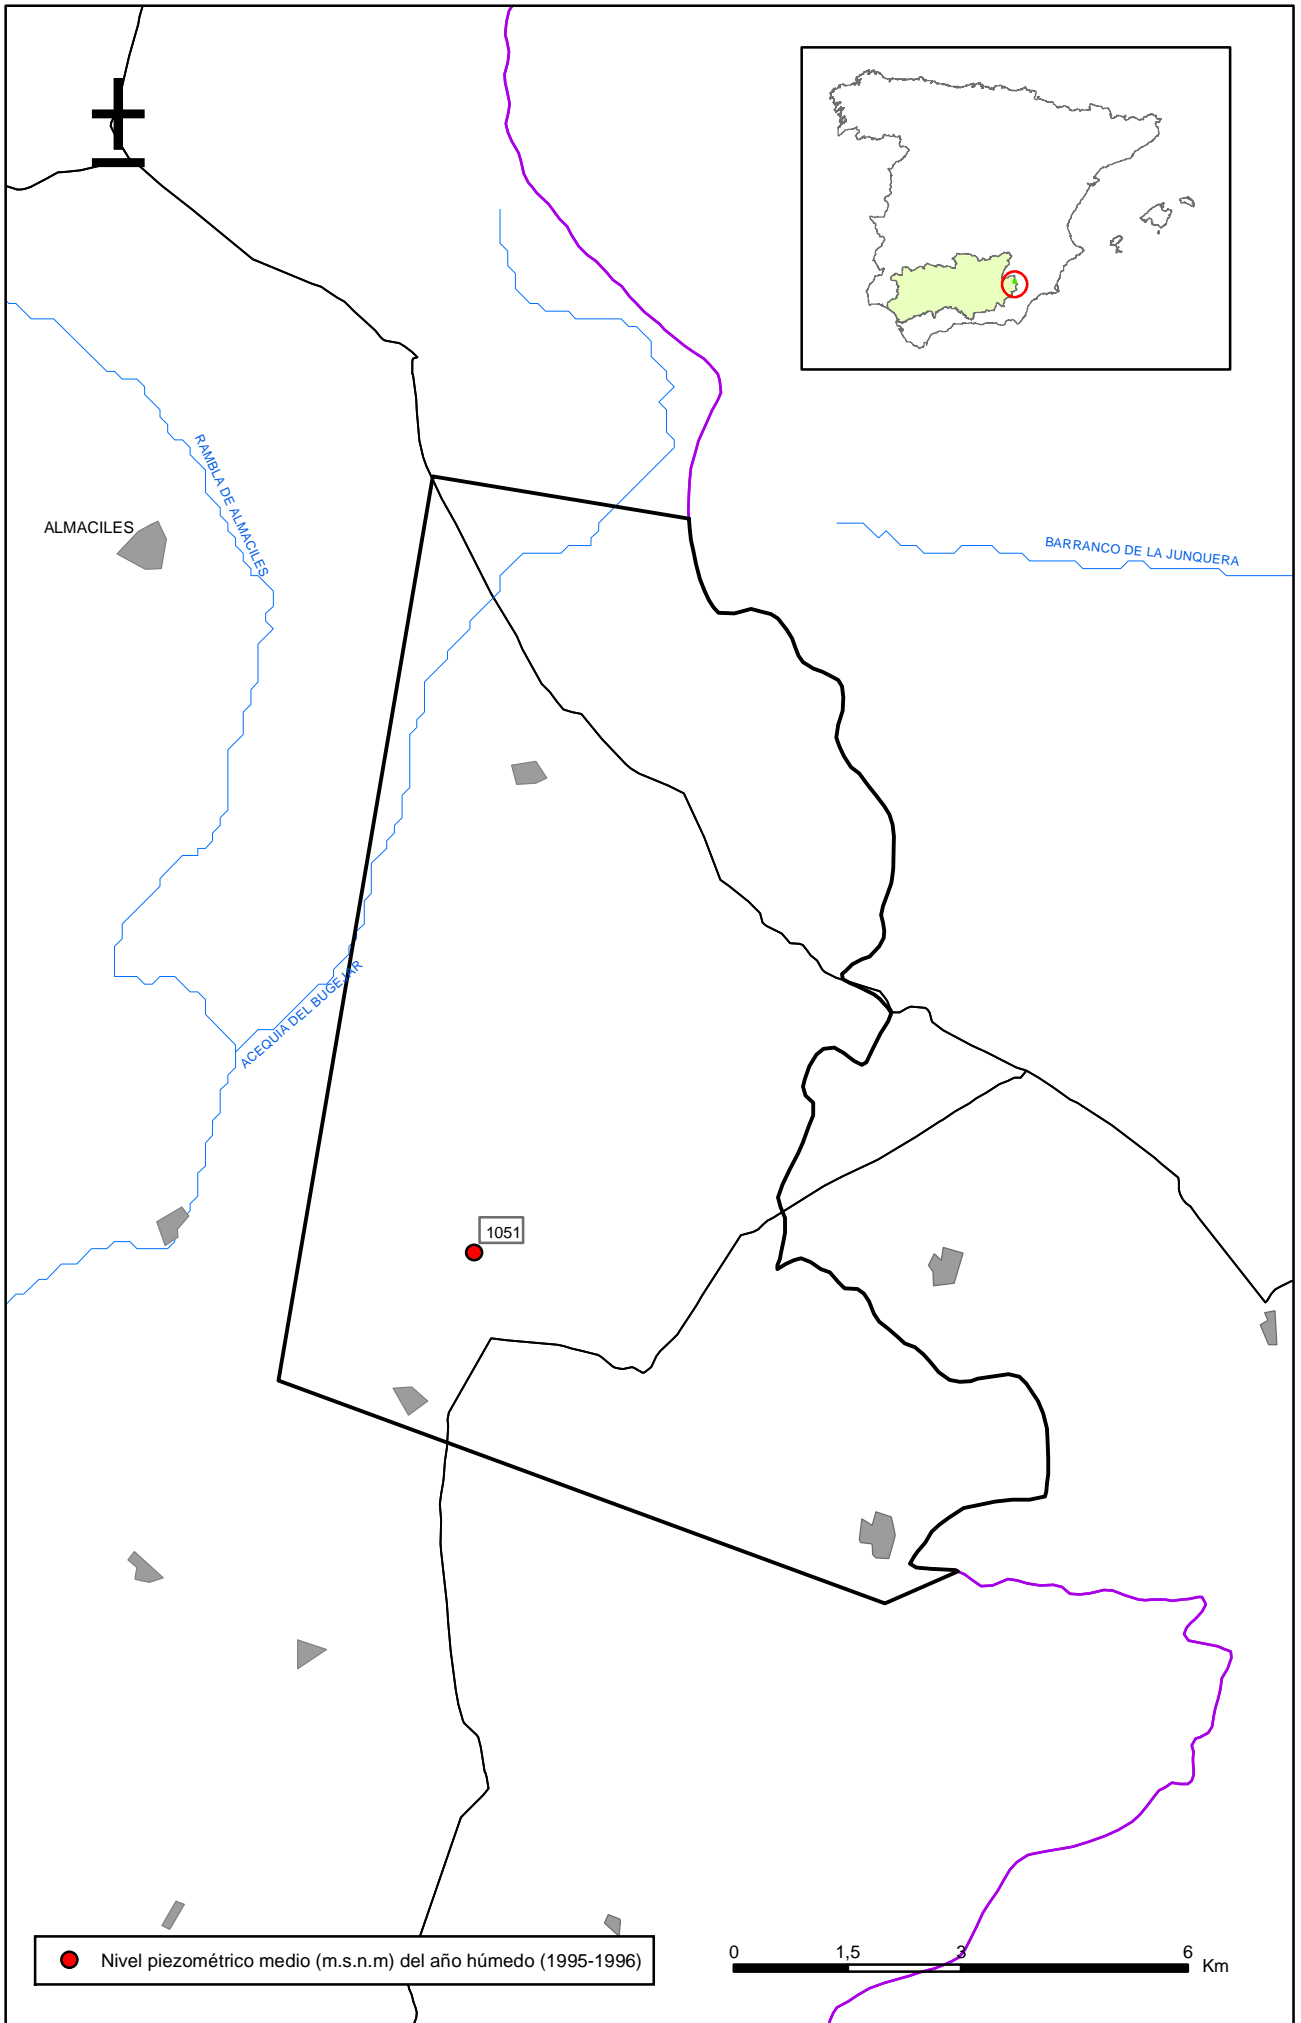 RAMBLA DE ALMACILES
ALMACILES
BARRANCO DE LA JUNQUERA
ACEQUIA DEL BUGEJAR
1051
Nivel piezométrico medio (m.s.n.m) del año húmedo (1995-1996)
0 1,5 3 6 Km